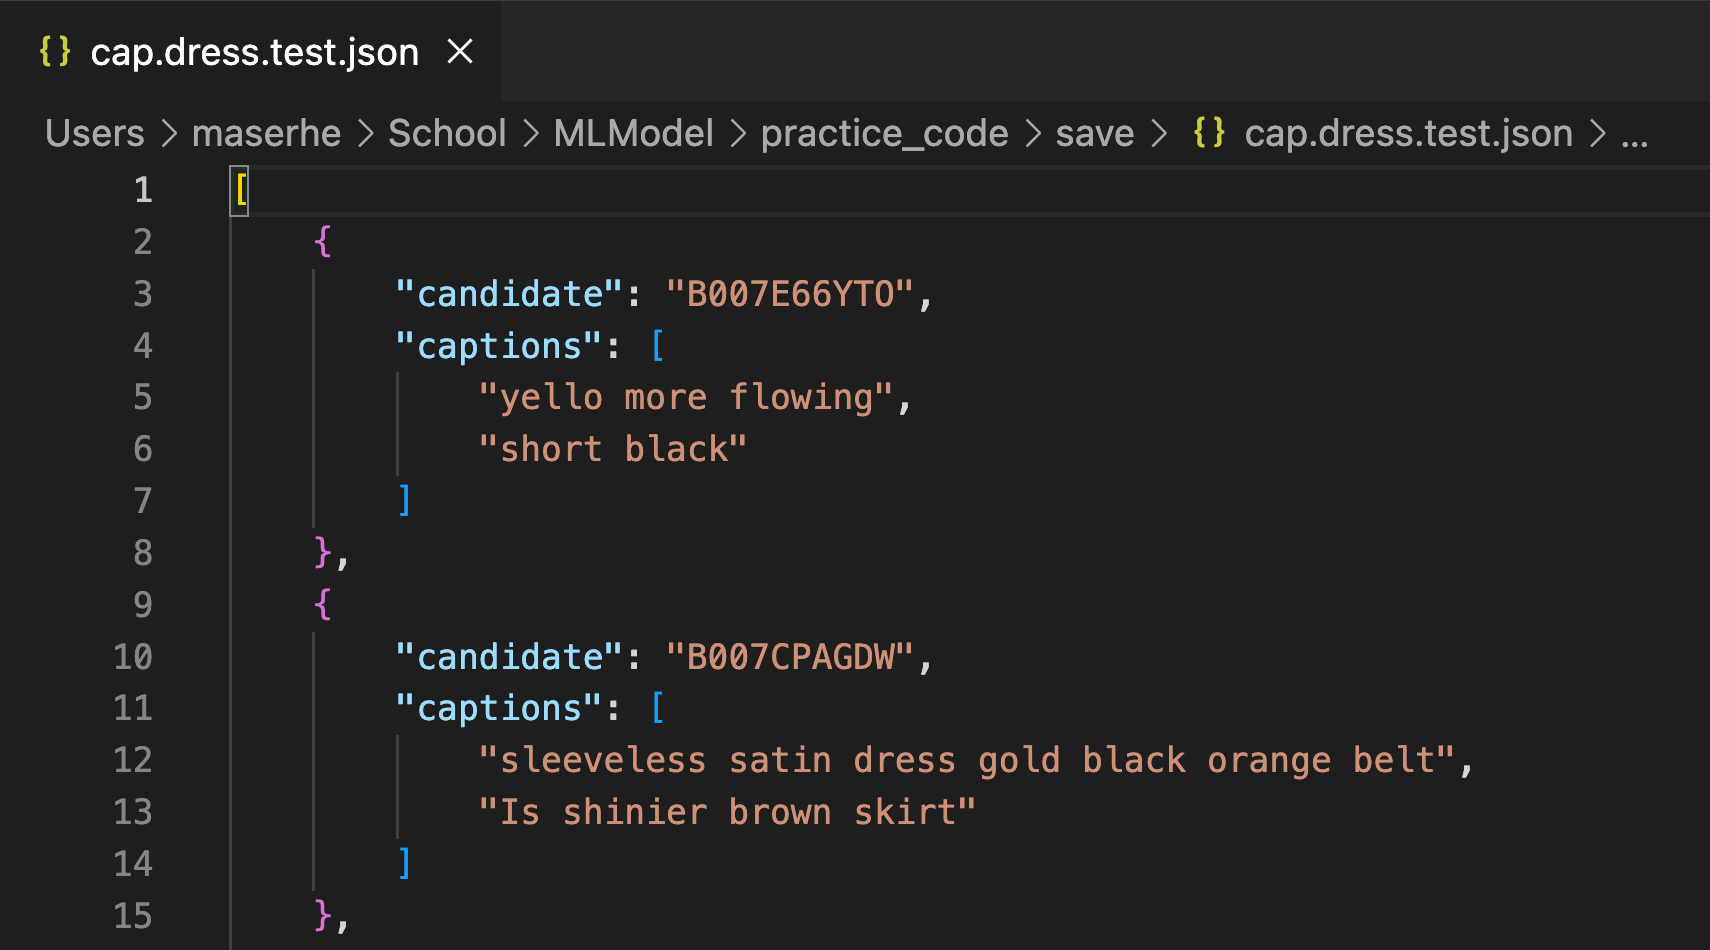 {} cap.dress.test.json ×
Users > maserhe > School > MLModel > practice_code > save > {} cap.dress.test.json > ...
1 [
2 {
3 "candidate": "B007E66YTO",
4 "captions": [
5 "yello more flowing",
6 "short black"
7 ]
8 },
9 {
10 "candidate": "B007CPAGDW",
11 "captions": [
12 "sleeveless satin dress gold black orange belt",
13 "Is shinier brown skirt"
14 ]
15 },